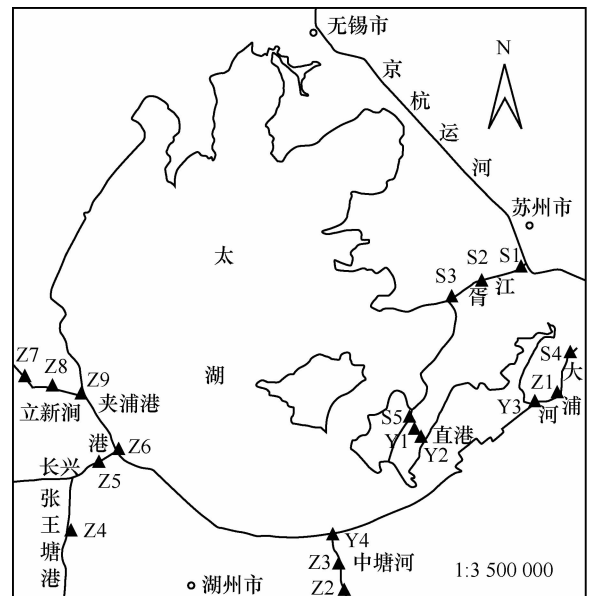 无锡市
京杭运河
N
苏州市
太湖
S1
S2
S3
胥江
S4
大浦河
Z1
Y3
S5
Y1
Y2
直港
Z7
Z8
Z9
夹浦港
立新涧
Z6
长兴港
Z5
张王塘港
Z4
Y4
Z3
中塘河
Z2
湖州市
1:3 500 000